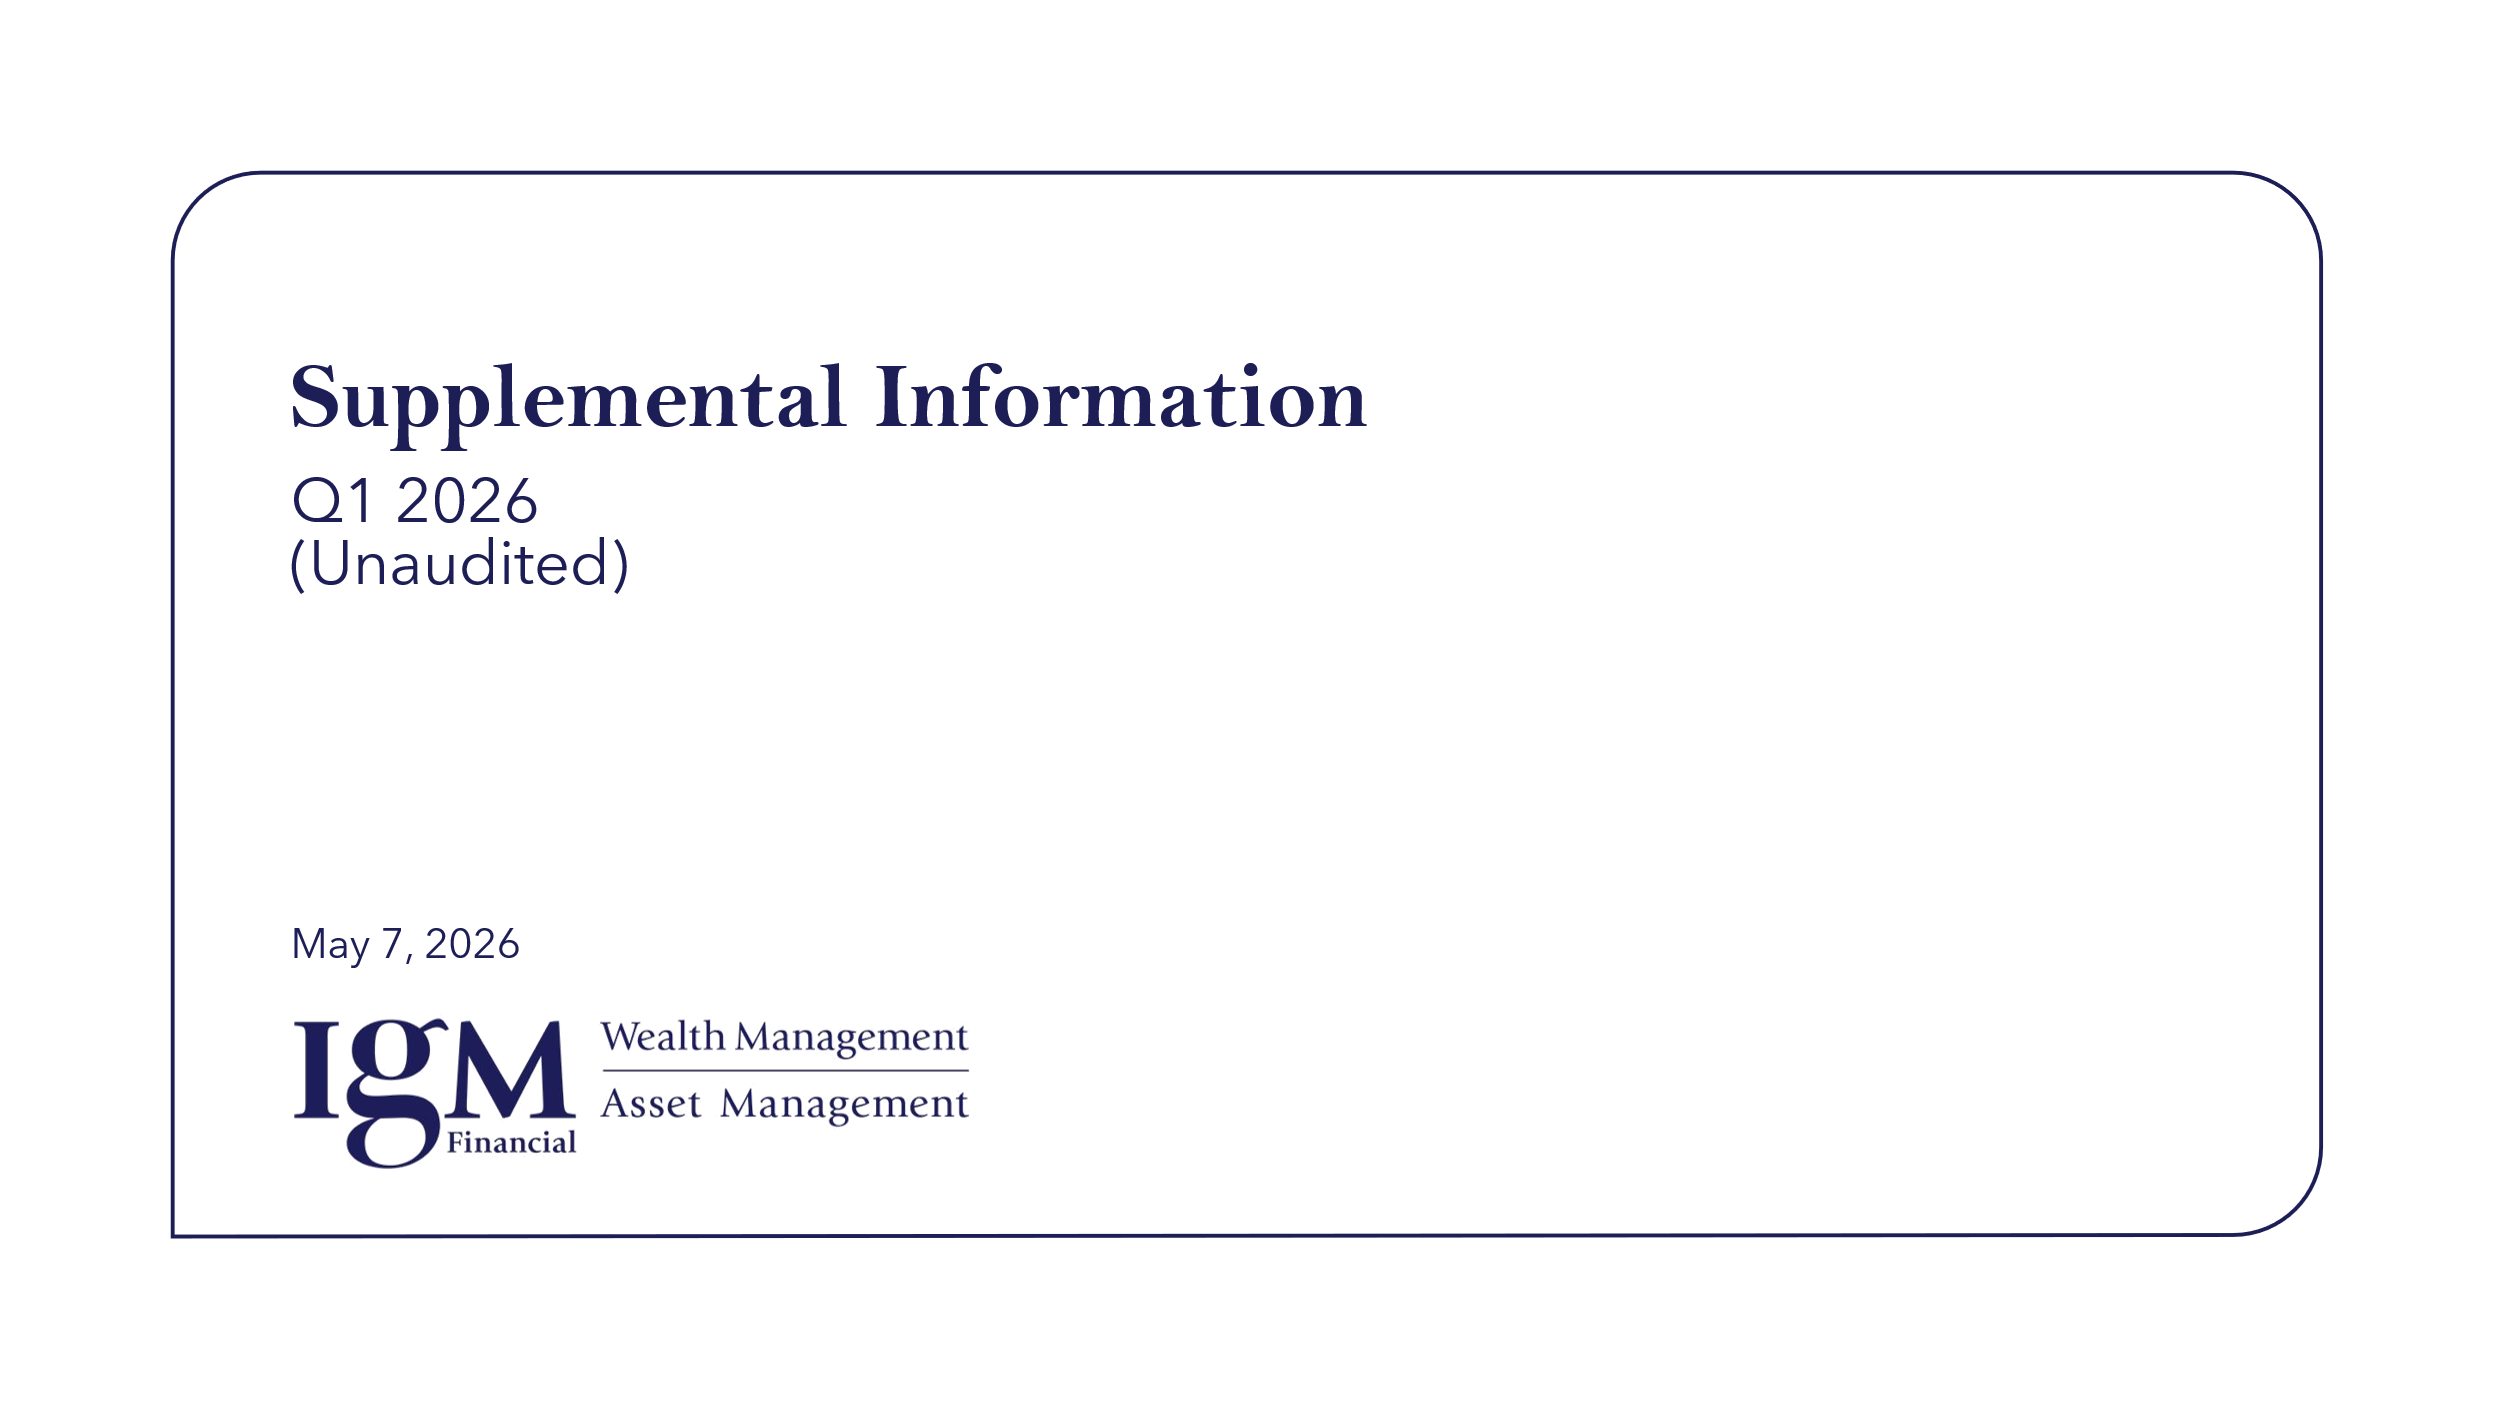 Supplemental Information
Q1 2026
(Unaudited)
May 7, 2026
IgM
Financial
Wealth Management
Asset Management